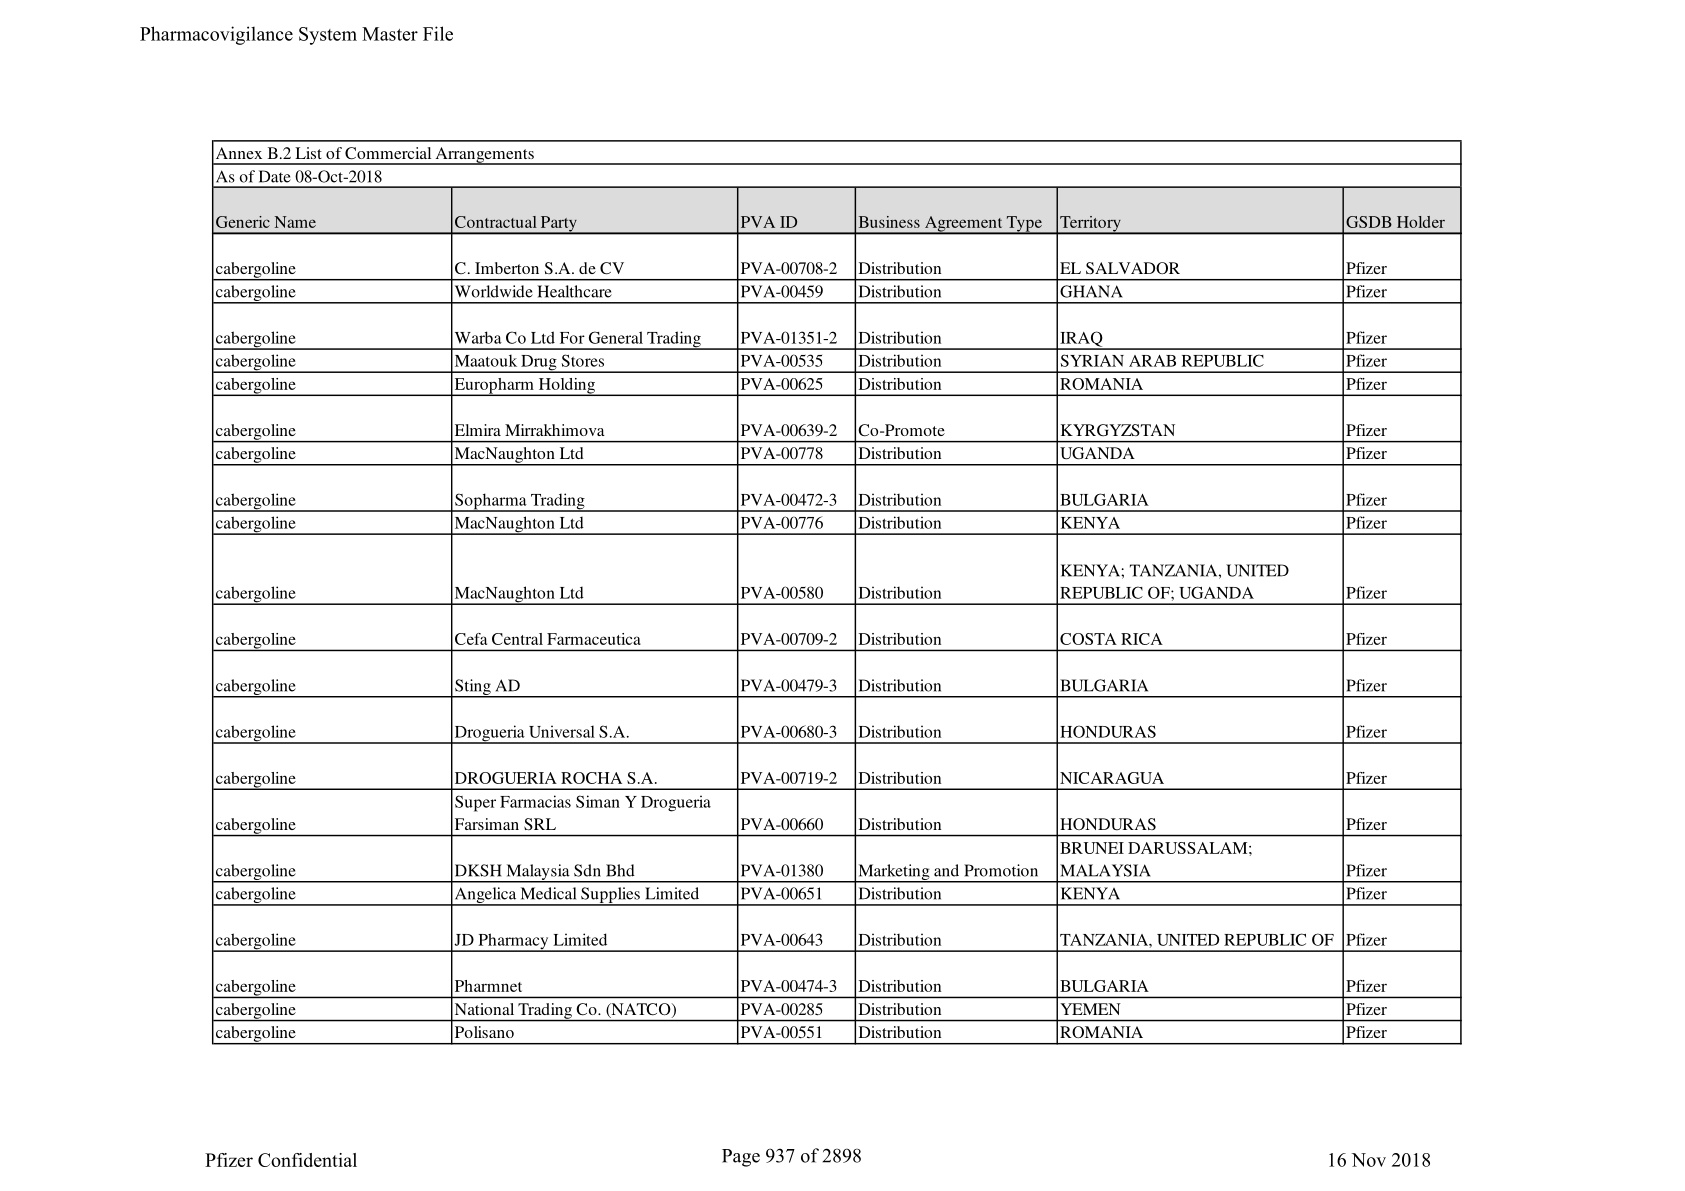 Pharmacovigilance System Master File
Annex B.2 List of Commercial Arrangements
As of Date 08-Oct-2018
Generic Name Contractual Party PVA ID Business Agreement Type Territory GSDB Holder
cabergoline C. Imberton S.A. de CV PVA-00708-2 Distribution EL SALVADOR Pfizer
cabergoline Worldwide Healthcare PVA-00459 Distribution GHANA Pfizer
cabergoline Warba Co Ltd For General Trading PVA-01351-2 Distribution IRAQ Pfizer
cabergoline Maatouk Drug Stores PVA-00535 Distribution SYRIAN ARAB REPUBLIC Pfizer
cabergoline Europharm Holding PVA-00625 Distribution ROMANIA Pfizer
cabergoline Elmira Mirrakhimova PVA-00639-2 Co-Promote KYRGYZSTAN Pfizer
cabergoline MacNaughton Ltd PVA-00778 Distribution UGANDA Pfizer
cabergoline Sopharma Trading PVA-00472-3 Distribution BULGARIA Pfizer
cabergoline MacNaughton Ltd PVA-00776 Distribution KENYA Pfizer
KENYA; TANZANIA, UNITED
cabergoline MacNaughton Ltd PVA-00580 Distribution REPUBLIC OF; UGANDA Pfizer
cabergoline Cefa Central Farmaceutica PVA-00709-2 Distribution COSTA RICA Pfizer
cabergoline Sting AD PVA-00479-3 Distribution BULGARIA Pfizer
cabergoline Drogueria Universal S.A. PVA-00680-3 Distribution HONDURAS Pfizer
cabergoline DROGUERIA ROCHA S.A. PVA-00719-2 Distribution NICARAGUA Pfizer
Super Farmacias Siman Y Drogueria
cabergoline Farsiman SRL PVA-00660 Distribution HONDURAS Pfizer
BRUNEI DARUSSALAM;
cabergoline DKSH Malaysia Sdn Bhd PVA-01380 Marketing and Promotion MALAYSIA Pfizer
cabergoline Angelica Medical Supplies Limited PVA-00651 Distribution KENYA Pfizer
cabergoline JD Pharmacy Limited PVA-00643 Distribution TANZANIA, UNITED REPUBLIC OF Pfizer
cabergoline Pharmnet PVA-00474-3 Distribution BULGARIA Pfizer
cabergoline National Trading Co. (NATCO) PVA-00285 Distribution YEMEN Pfizer
cabergoline Polisano PVA-00551 Distribution ROMANIA Pfizer
Pfizer Confidential Page 937 of 2898 16 Nov 2018